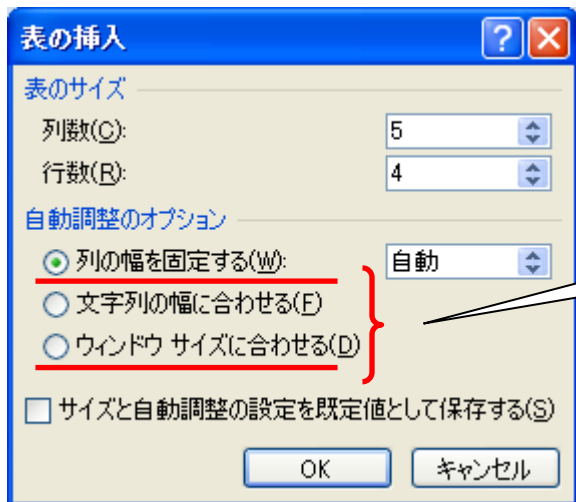 表の挿入
表のサイズ
列数(C): 5
行数(R): 4
自動調整のオプション
列の幅を固定する(W): 自動
文字列の幅に合わせる(F)
ウィンドウ サイズに合わせる(D)
サイズと自動調整の設定を既定値として保存する(S)
OK キャンセル